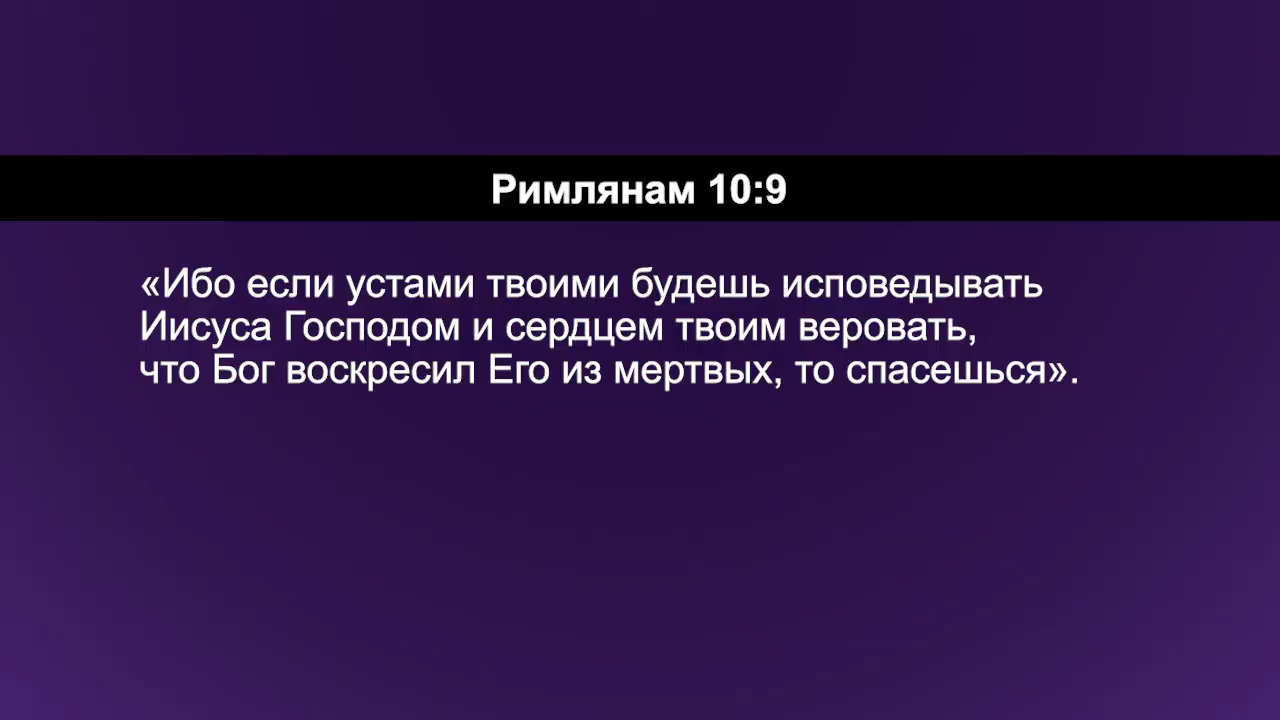 Римлянам 10:9
«Ибо если устами твоими будешь исповедывать
Иисуса Господом и сердцем твоим веровать,
что Бог воскресил Его из мертвых, то спасешься».